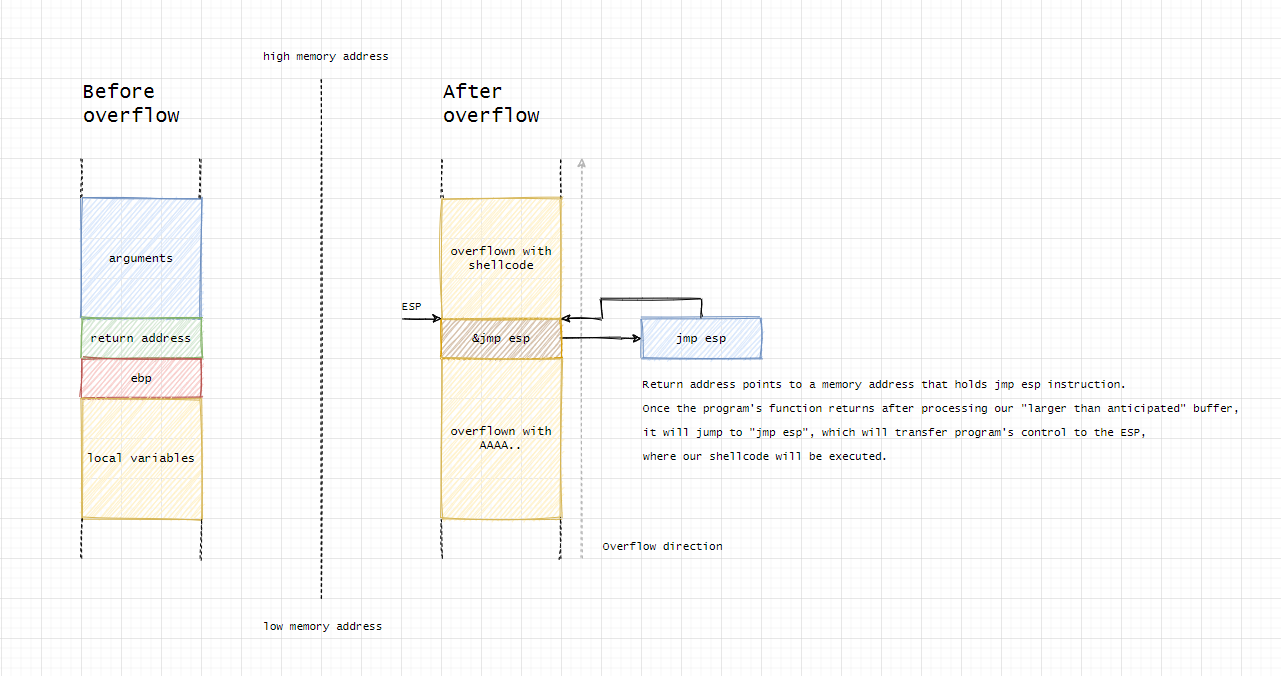 high memory address
Before
overflow
After
overflow
arguments
overflown with
shellcode
ESP
return address
&jmp esp
jmp esp
ebp
Return address points to a memory address that holds jmp esp instruction.
Once the program's function returns after processing our "larger than anticipated" buffer,
it will jump to "jmp esp", which will transfer program's control to the ESP,
where our shellcode will be executed.
overflown with
AAAA..
local variables
Overflow direction
low memory address